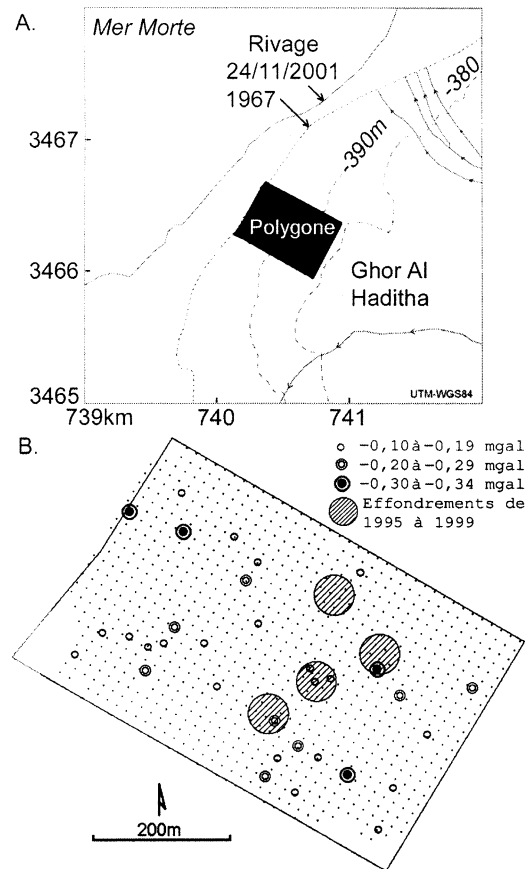 A.
Mer Morte
Rivage
24/11/2001
1967
-380
-390m
3467
Polygone
3466
Ghor Al
Haditha
3465
UTM-WGS84
739km
740
741
B.
-0,10à-0,19 mgal
-0,20à-0,29 mgal
-0,30à-0,34 mgal
Effondrements de
1995 à 1999
200m